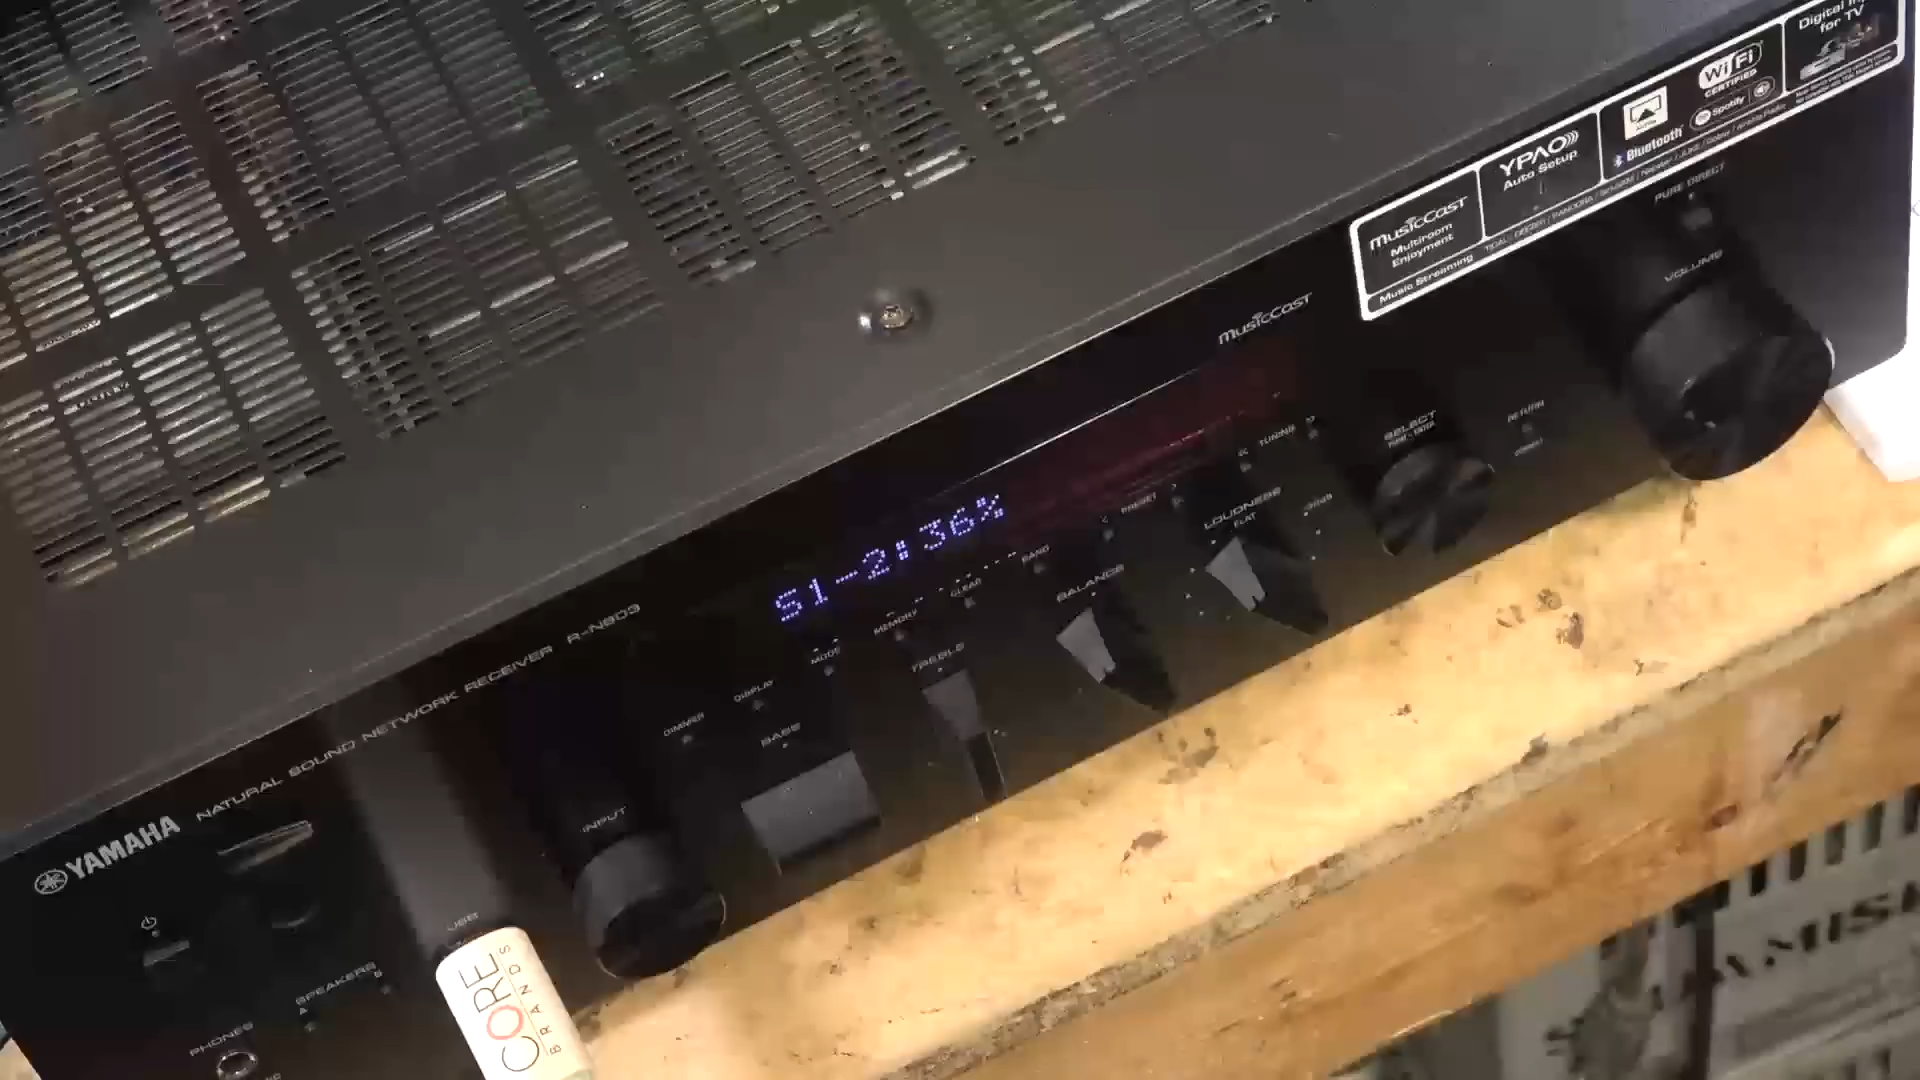 Digital In
for TV
WiFi
CERTIFIED
Spotify
Bluetooth
YPAO
Auto Setup
MusicCast
Multiroom
Enjoyment
Music Streaming
PURE DIRECT
VOLUME
MusicCast
TUNING
SELECT
RETURN
PRESET
LOUDNESS
FLAT
S1-2:36%
BAND
BALANCE
CLEAR
MEMORY
MODE
TREBLE
DISPLAY
DIMMER
BASS
INPUT
YAMAHA NATURAL SOUND NETWORK RECEIVER R-N803
USB
SPEAKERS
A
B
PHONES
CORE
BRANDS